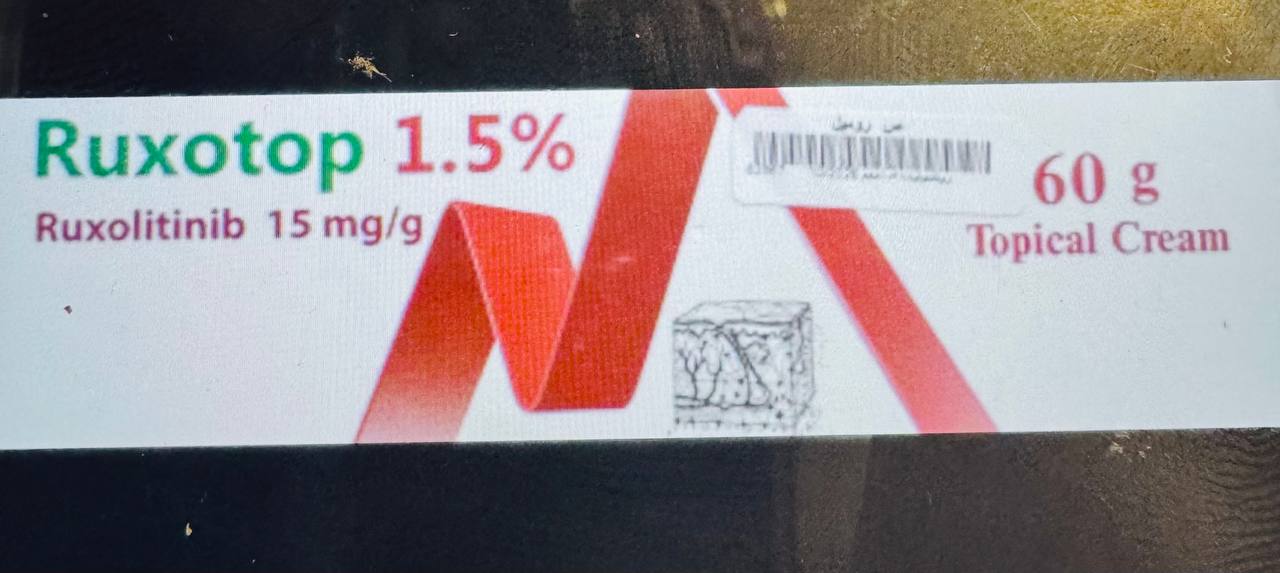 Ruxotop 1.5%
Ruxolitinib 15 mg/g
60 g
Topical Cream